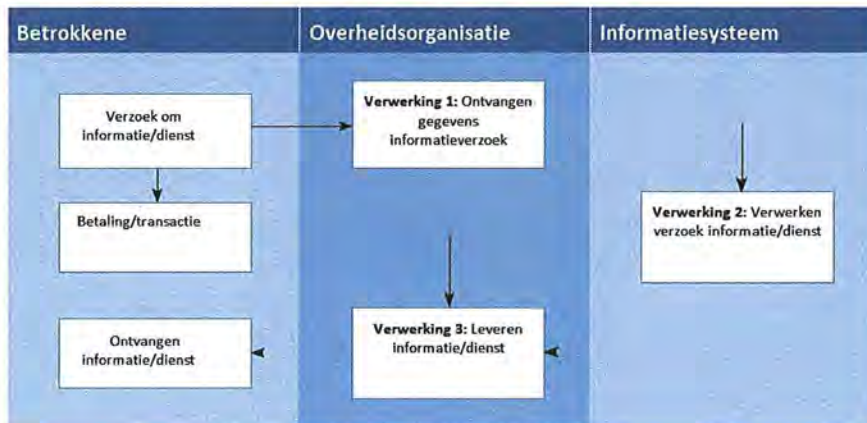 Betrokkene
Overheidsorganisatie
Informatiesysteem
Verzoek om
informatie/dienst
Verwerking 1: Ontvangen
gegevens
informatieverzoek
Betaling/transactie
Verwerking 2: Verwerken
verzoek informatie/dienst
Ontvangen
informatie/dienst
Verwerking 3: Leveren
informatie/dienst